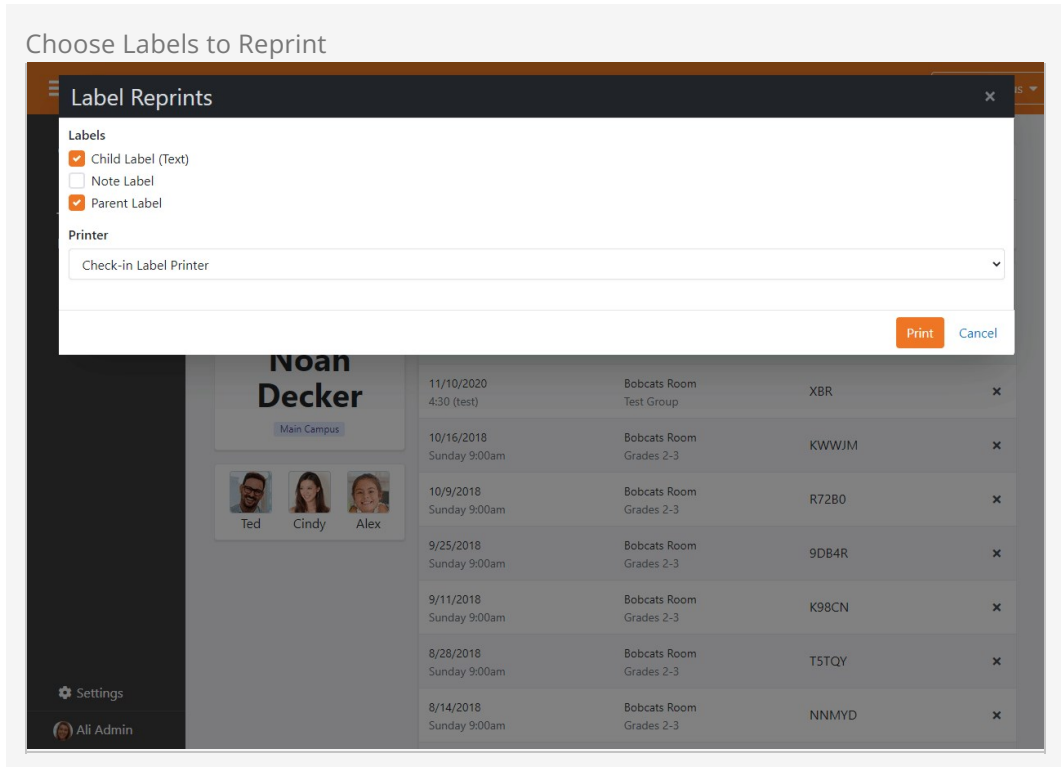 Choose Labels to Reprint
us
Label Reprints
×
Labels
Child Label (Text)
Note Label
Parent Label
Printer
Check-in Label Printer
Print
Cancel
Noah
Decker
Main Campus
Ted
Cindy
Alex
11/10/2020
4:30 (test)
Bobcats Room
Test Group
XBR
×
10/16/2018
Sunday 9:00am
Bobcats Room
Grades 2-3
KWWJM
×
10/9/2018
Sunday 9:00am
Bobcats Room
Grades 2-3
R72B0
×
9/25/2018
Sunday 9:00am
Bobcats Room
Grades 2-3
9DB4R
×
9/11/2018
Sunday 9:00am
Bobcats Room
Grades 2-3
K98CN
×
8/28/2018
Sunday 9:00am
Bobcats Room
Grades 2-3
T5TQY
×
8/14/2018
Sunday 9:00am
Bobcats Room
Grades 2-3
NNMYD
×
Settings
Ali Admin